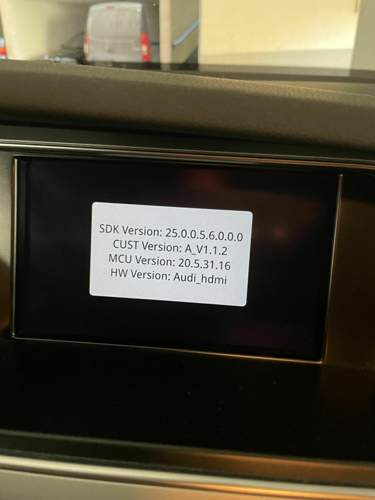 SDK Version: 25.0.0.5.6.0.0.0
CUST Version: A_V1.1.2
MCU Version: 20.5.31.16
HW Version: Audi_hdmi